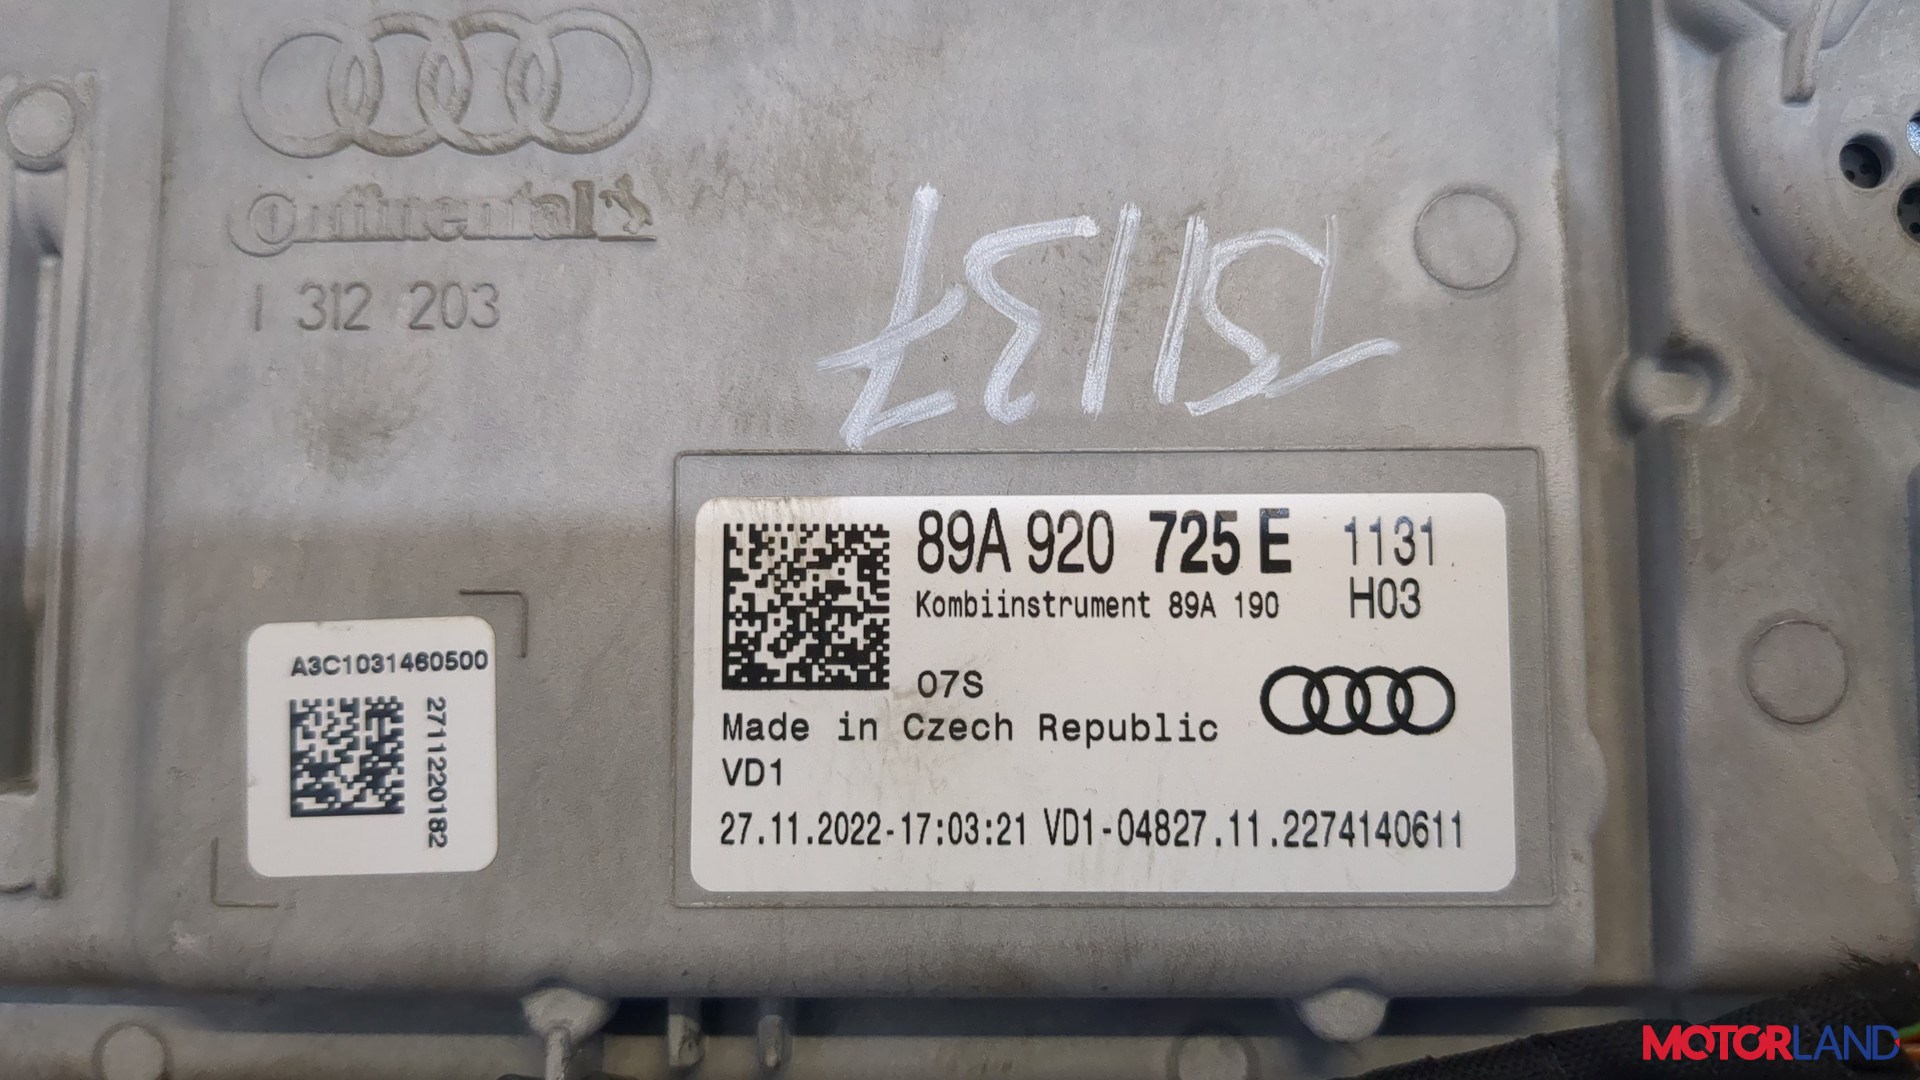 Continental
1 312 203
TS1137
89A 920 725 E 1131
Kombiinstrument 89A 190 H03
07S
Made in Czech Republic
VD1
27.11.2022-17:03:21 VD1-04827.11.2274140611
A3C1031460500
2711220182
MOTORLAND